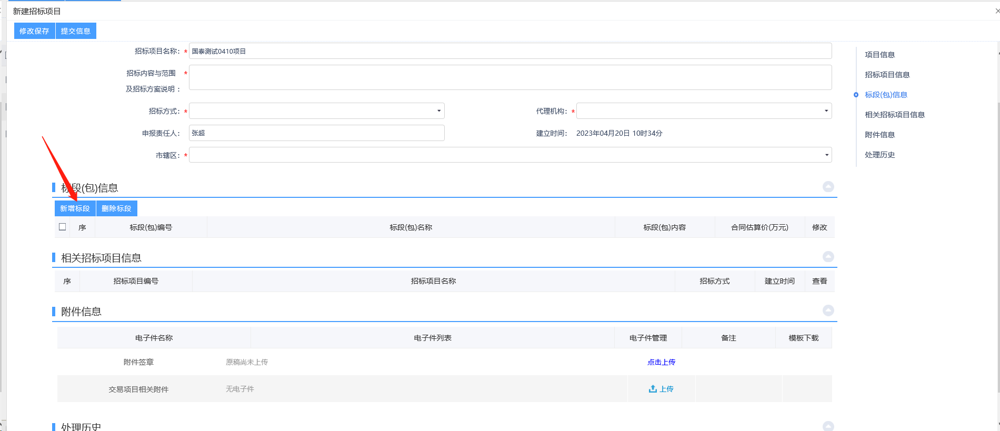 新建招标项目
修改保存 提交信息
招标项目名称： * 国泰测试0410项目
招标内容与范围 *
及招标方案说明：
招标方式： * 代理机构： *
申报责任人： 张超 建立时间： 2023年04月20日 10时34分
市辖区： *
项目信息
招标项目信息
标段(包)信息
相关招标项目信息
附件信息
处理历史
标段(包)信息
新增标段 删除标段
序 标段(包)编号 标段(包)名称 标段(包)内容 合同估算价(万元) 修改
相关招标项目信息
序 招标项目编号 招标项目名称 招标方式 建立时间 查看
附件信息
电子件名称 电子件列表 电子件管理 备注 模板下载
附件签章 原稿尚未上传 点击上传
交易项目相关附件 无电子件 上传
处理历史